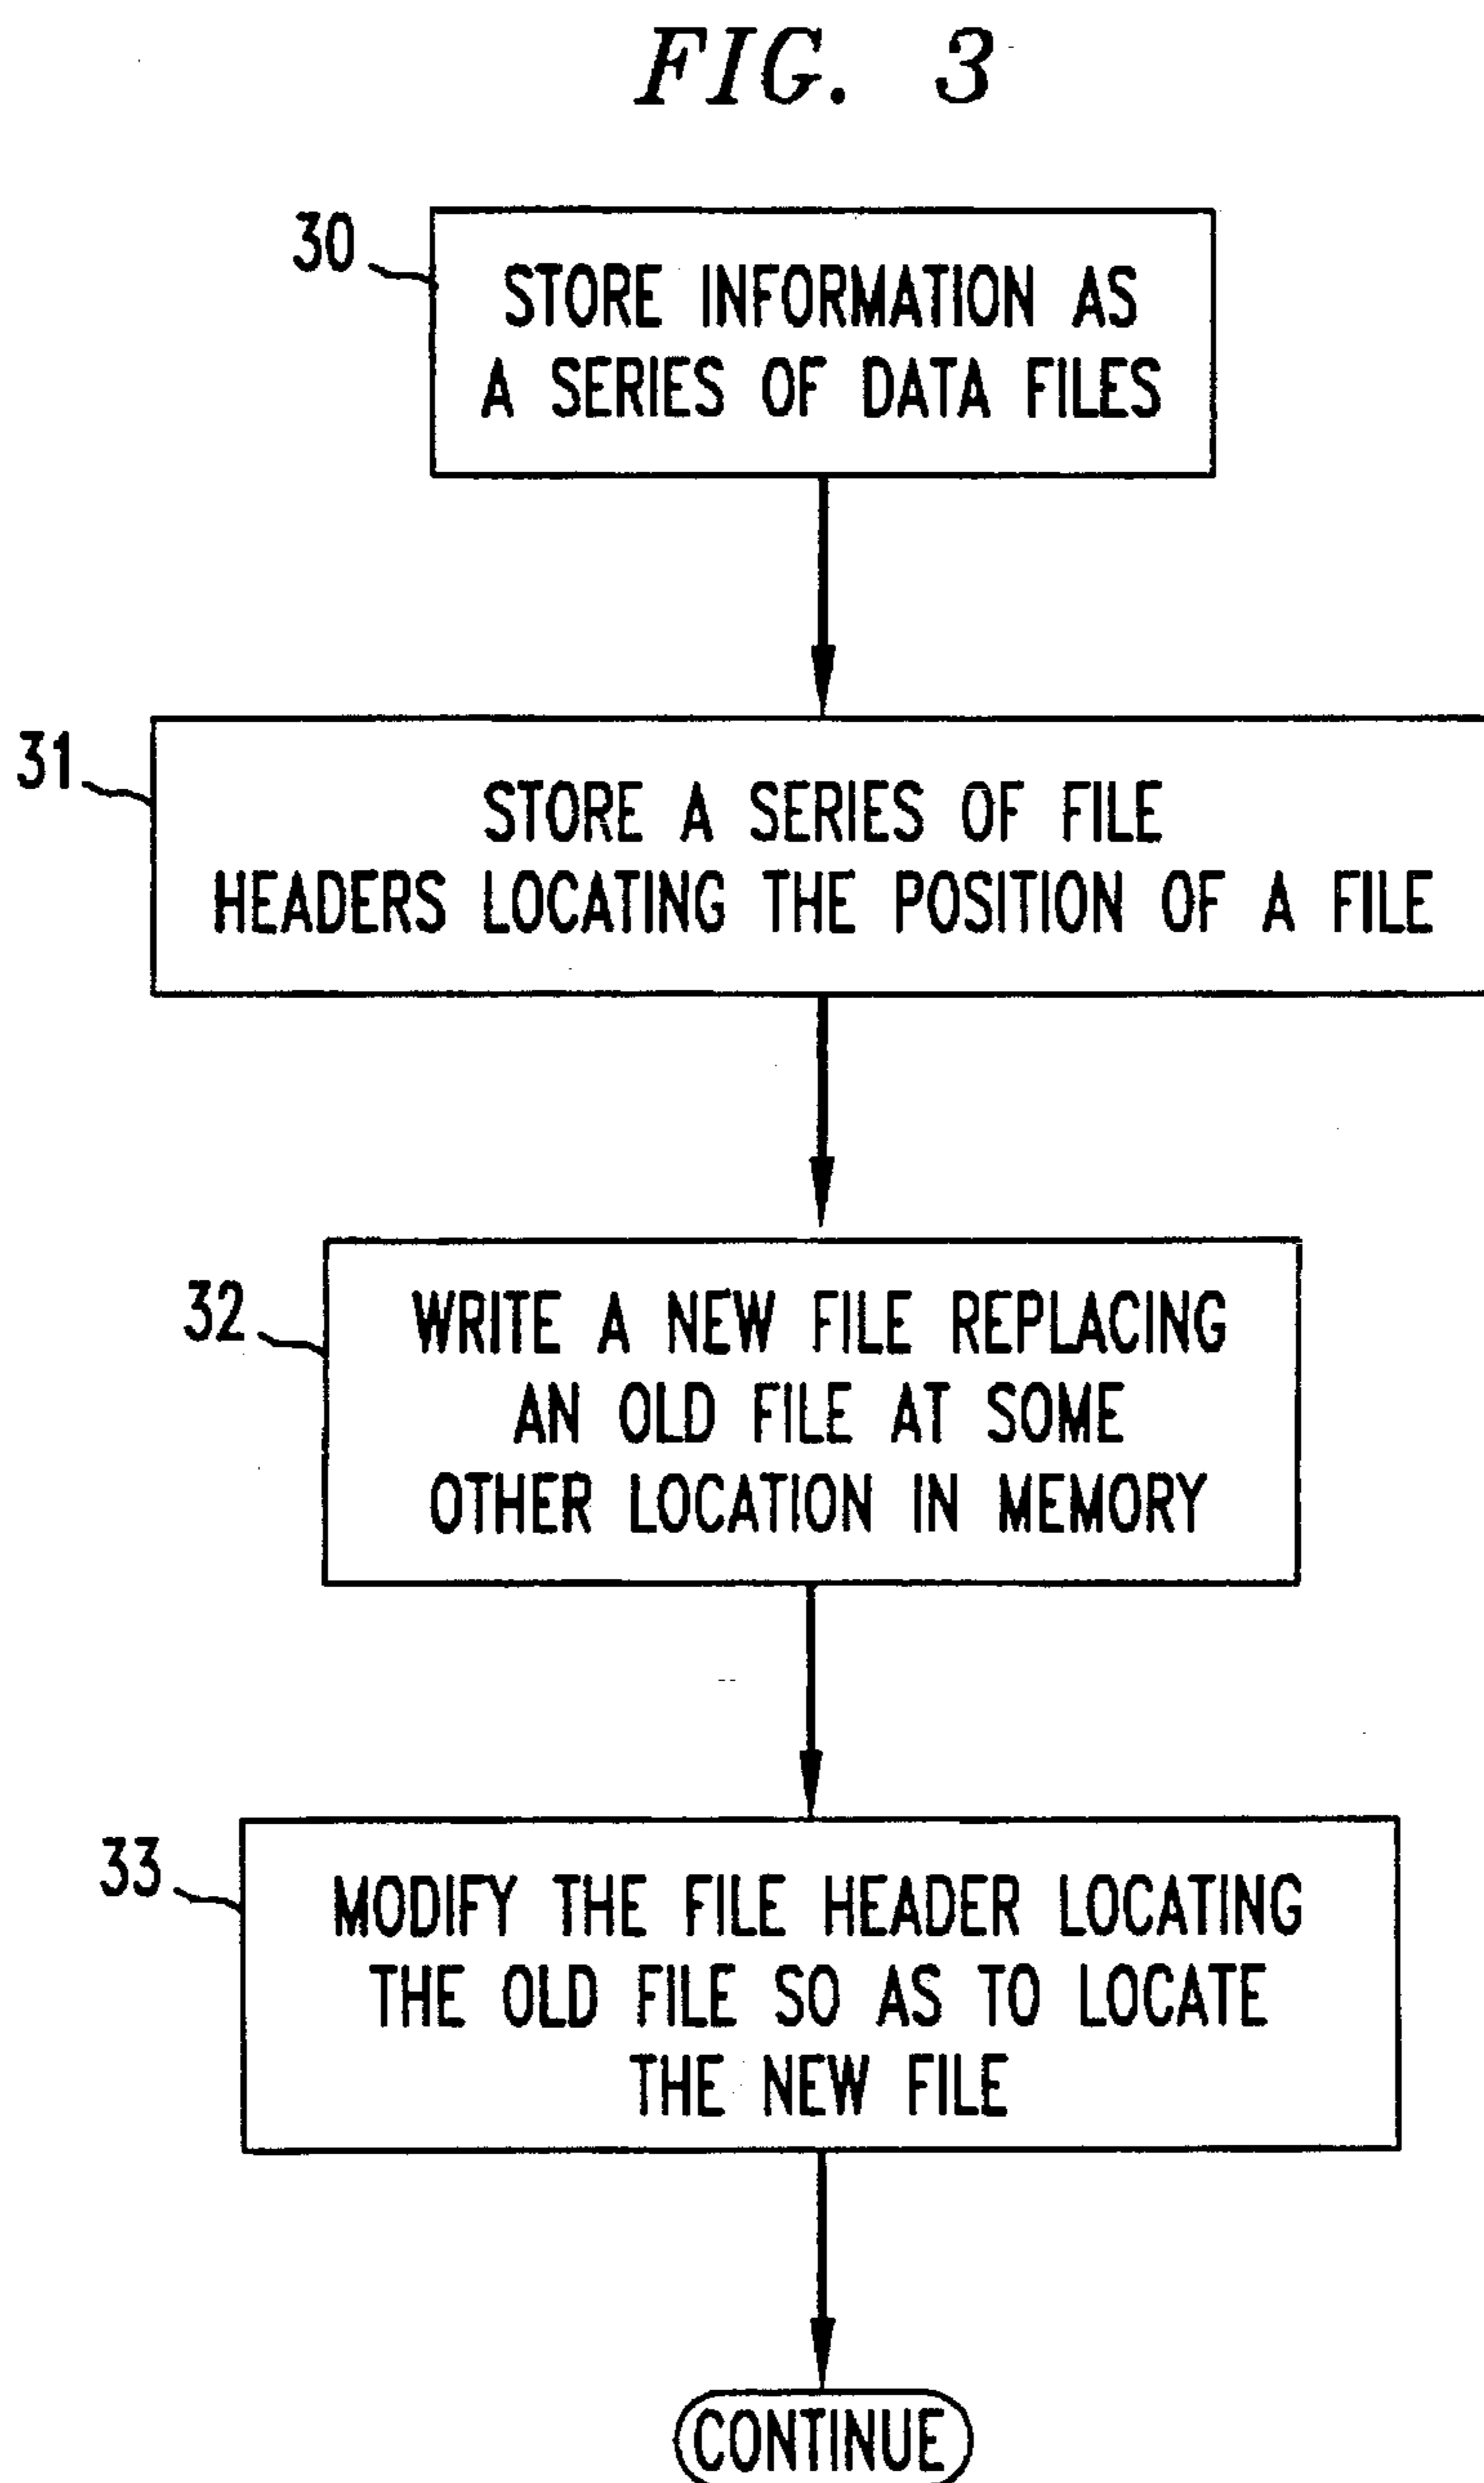 FIG. 3
30
STORE INFORMATION AS
A SERIES OF DATA FILES
31
STORE A SERIES OF FILE
HEADERS LOCATING THE POSITION OF A FILE
32
WRITE A NEW FILE REPLACING
AN OLD FILE AT SOME
OTHER LOCATION IN MEMORY
33
MODIFY THE FILE HEADER LOCATING
THE OLD FILE SO AS TO LOCATE
THE NEW FILE
CONTINUE